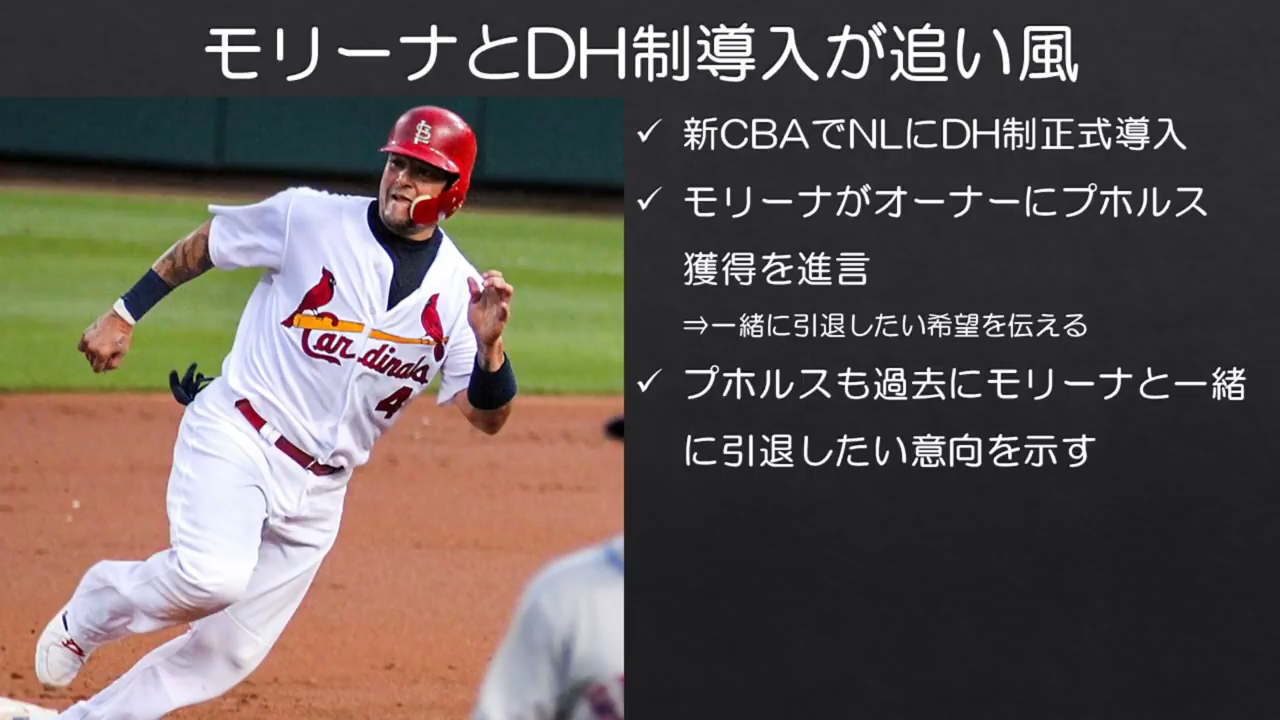 モリーナとDH制導入が追い風
✓ 新CBAでNLにDH制正式導入
✓ モリーナがオーナーにプホルス
獲得を進言
⇒一緒に引退したい希望を伝える
✓ プホルスも過去にモリーナと一緒
に引退したい意向を示す
STL
Cardinals
4